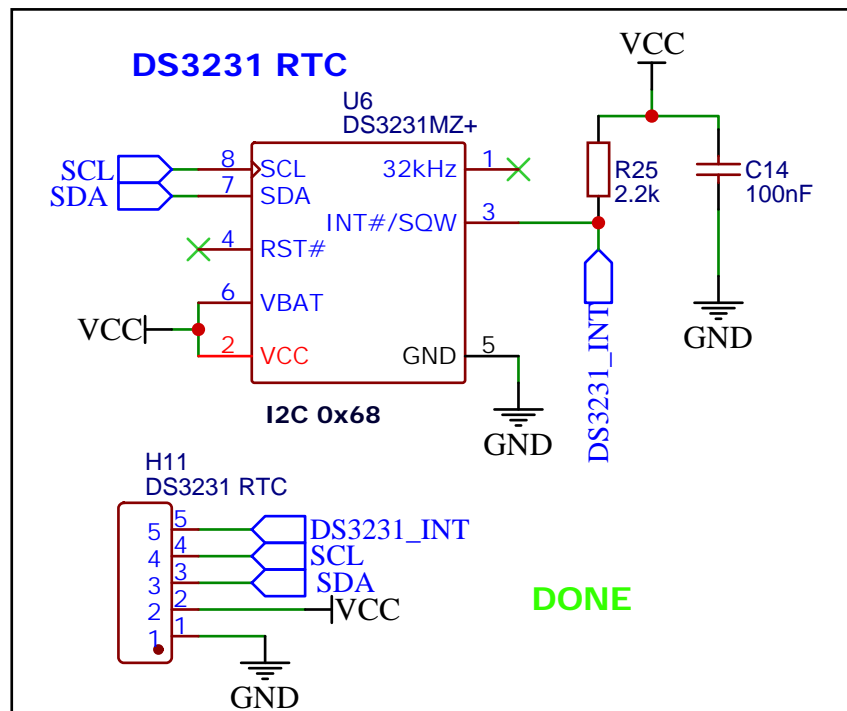 DS3231 RTC
U6
DS3231MZ+
SCL
SDA
8
7
4
6
2
SCL
SDA
RST#
VBAT
VCC
32kHz
INT#/SQW
GND
1
3
5
VCC
I2C 0x68
GND
VCC
R25
2.2k
C14
100nF
GND
DS3231_INT
H11
DS3231 RTC
5 5 DS3231_INT
4 4 SCL
3 3 SDA
2 2 VCC
1 1
GND
DONE